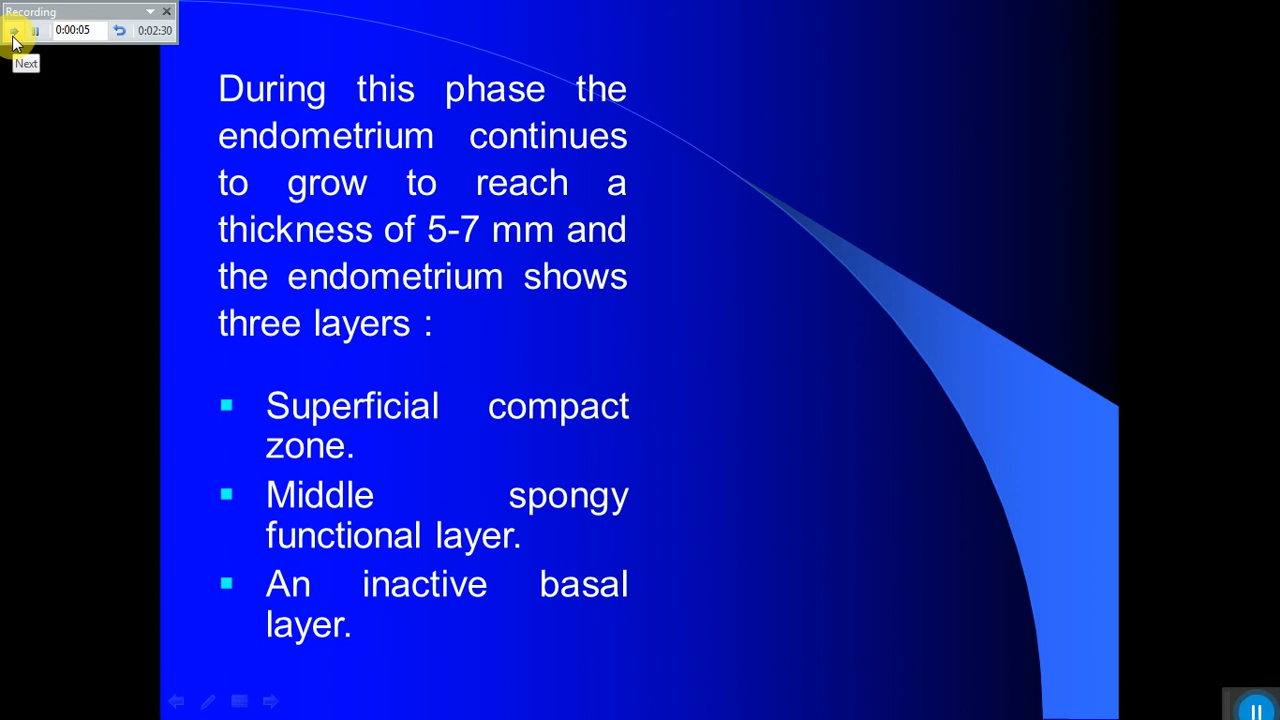 Recording
0:00:05
0:02:30
Next
During this phase the
endometrium continues
to grow to reach a
thickness of 5-7 mm and
the endometrium shows
three layers :
Superficial compact
zone.
Middle spongy
functional layer.
An inactive basal
layer.